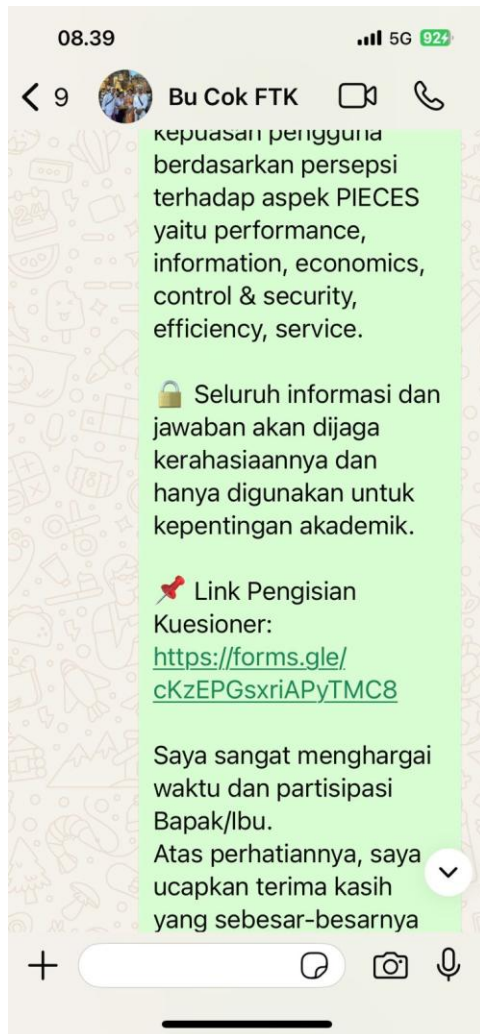 08.39
5G 92
9 Bu Cok FTK
kepuasan pengguna
berdasarkan persepsi
terhadap aspek PIECES
yaitu performance,
information, economics,
control & security,
efficiency, service.
🔒 Seluruh informasi dan
jawaban akan dijaga
kerahasiaannya dan
hanya digunakan untuk
kepentingan akademik.
📌 Link Pengisian
Kuesioner:
https://forms.gle/
cKzEPGsxriAPyTMC8
Saya sangat menghargai
waktu dan partisipasi
Bapak/Ibu.
Atas perhatiannya, saya
ucapkan terima kasih
yang sebesar-besarnya